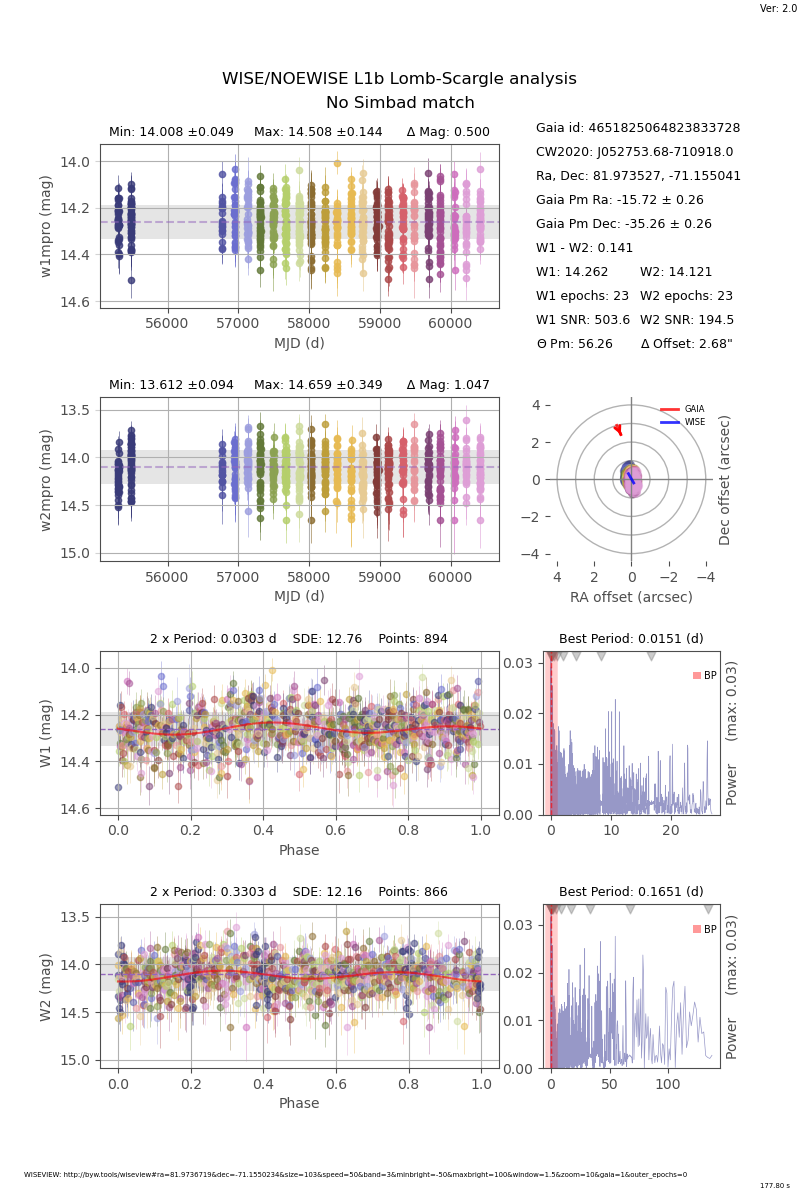 Ver: 2.0
WISE/NOEWISE L1b Lomb-Scargle analysis
No Simbad match
Min: 14.008 ±0.049 Max: 14.508 ±0.144 Δ Mag: 0.500
14.0
14.2
14.4
14.6
w1mpro (mag)
56000 57000 58000 59000 60000
MJD (d)
Gaia id: 4651825064823833728
CW2020: J052753.68-710918.0
Ra, Dec: 81.973527, -71.155041
Gaia Pm Ra: -15.72 ± 0.26
Gaia Pm Dec: -35.26 ± 0.26
W1 - W2: 0.141
W1: 14.262 W2: 14.121
W1 epochs: 23 W2 epochs: 23
W1 SNR: 503.6 W2 SNR: 194.5
Θ Pm: 56.26 Δ Offset: 2.68"
Min: 13.612 ±0.094 Max: 14.659 ±0.349 Δ Mag: 1.047
13.5
14.0
14.5
15.0
w2mpro (mag)
56000 57000 58000 59000 60000
MJD (d)
GAIA
WISE
4
2
0
−2
−4
4 2 0 −2 −4
RA offset (arcsec)
Dec offset (arcsec)
2 x Period: 0.0303 d SDE: 12.76 Points: 894
14.0
14.2
14.4
14.6
W1 (mag)
0.0 0.2 0.4 0.6 0.8 1.0
Phase
Best Period: 0.0151 (d)
BP
0.03
0.02
0.01
0.00
0 10 20
Power (max: 0.03)
2 x Period: 0.3303 d SDE: 12.16 Points: 866
13.5
14.0
14.5
15.0
W2 (mag)
0.0 0.2 0.4 0.6 0.8 1.0
Phase
Best Period: 0.1651 (d)
BP
0.03
0.02
0.01
0.00
0 50 100
Power (max: 0.03)
WISEVIEW: http://byw.tools/wiseview#ra=81.9736719&dec=-71.1550234&size=103&speed=50&band=3&minbright=-50&maxbright=100&window=1.5&zoom=10&gaia=1&outer_epochs=0
177.80 s